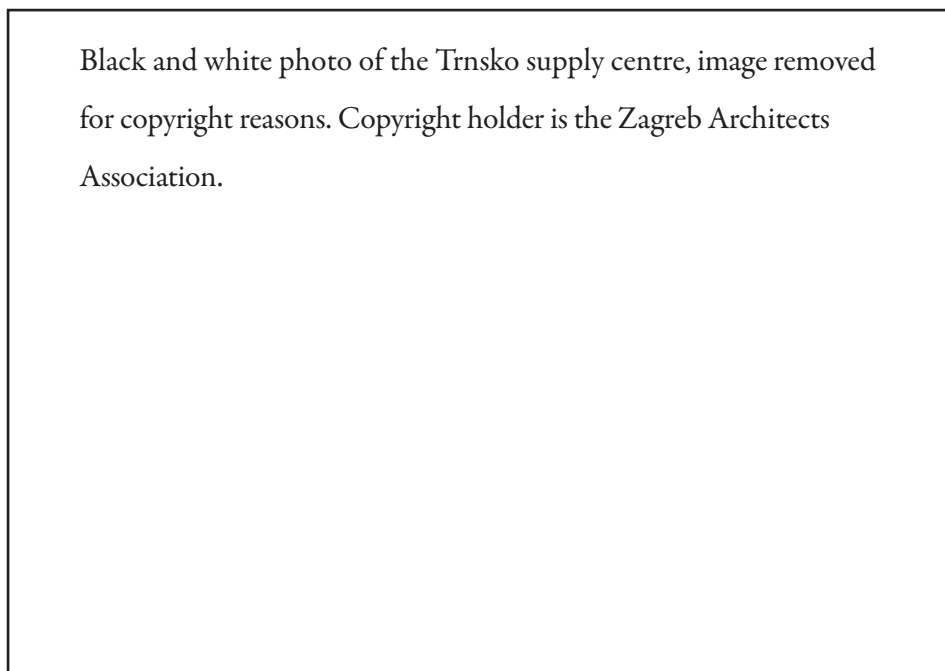 Black and white photo of the Trnsko supply centre, image removed
for copyright reasons. Copyright holder is the Zagreb Architects
Association.